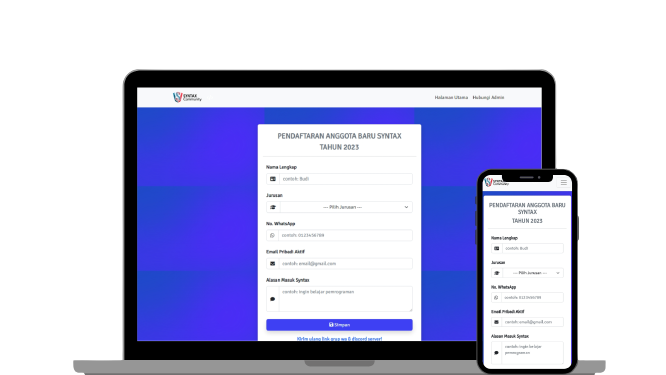 SYNTAX
Community
Halaman Utama Hubungi Admin
PENDAFTARAN ANGGOTA BARU SYNTAX
TAHUN 2023
Nama Lengkap
contoh: Budi
Jurusan
--- Pilih Jurusan ---
No. WhatsApp
contoh: 0123456789
Email Pribadi Aktif
contoh: email@gmail.com
Alasan Masuk Syntax
contoh: ingin belajar pemrograman
Simpan
Kirim ulang link grup wa & discord server!
SYNTAX
Community
PENDAFTARAN ANGGOTA BARU
SYNTAX
TAHUN 2023
Nama Lengkap
contoh: Budi
Jurusan
--- Pilih Jurusan ---
No. WhatsApp
contoh: 0123456789
Email Pribadi Aktif
contoh: email@gmail.com
Alasan Masuk Syntax
contoh: ingin belajar
pemrograman